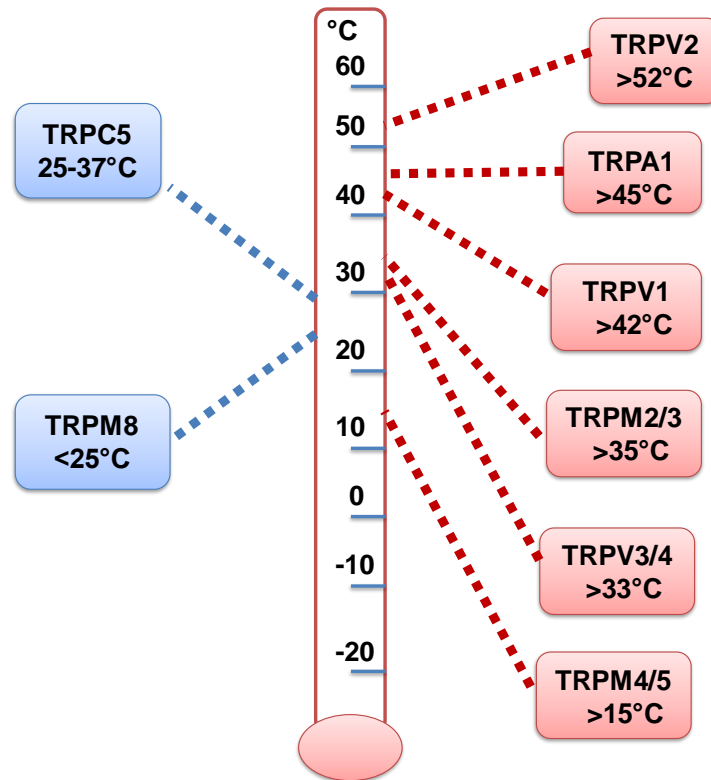 °C
60
50
40
30
20
10
0
-10
-20
TRPC5
25-37°C
TRPM8
<25°C
TRPV2
>52°C
TRPA1
>45°C
TRPV1
>42°C
TRPM2/3
>35°C
TRPV3/4
>33°C
TRPM4/5
>15°C